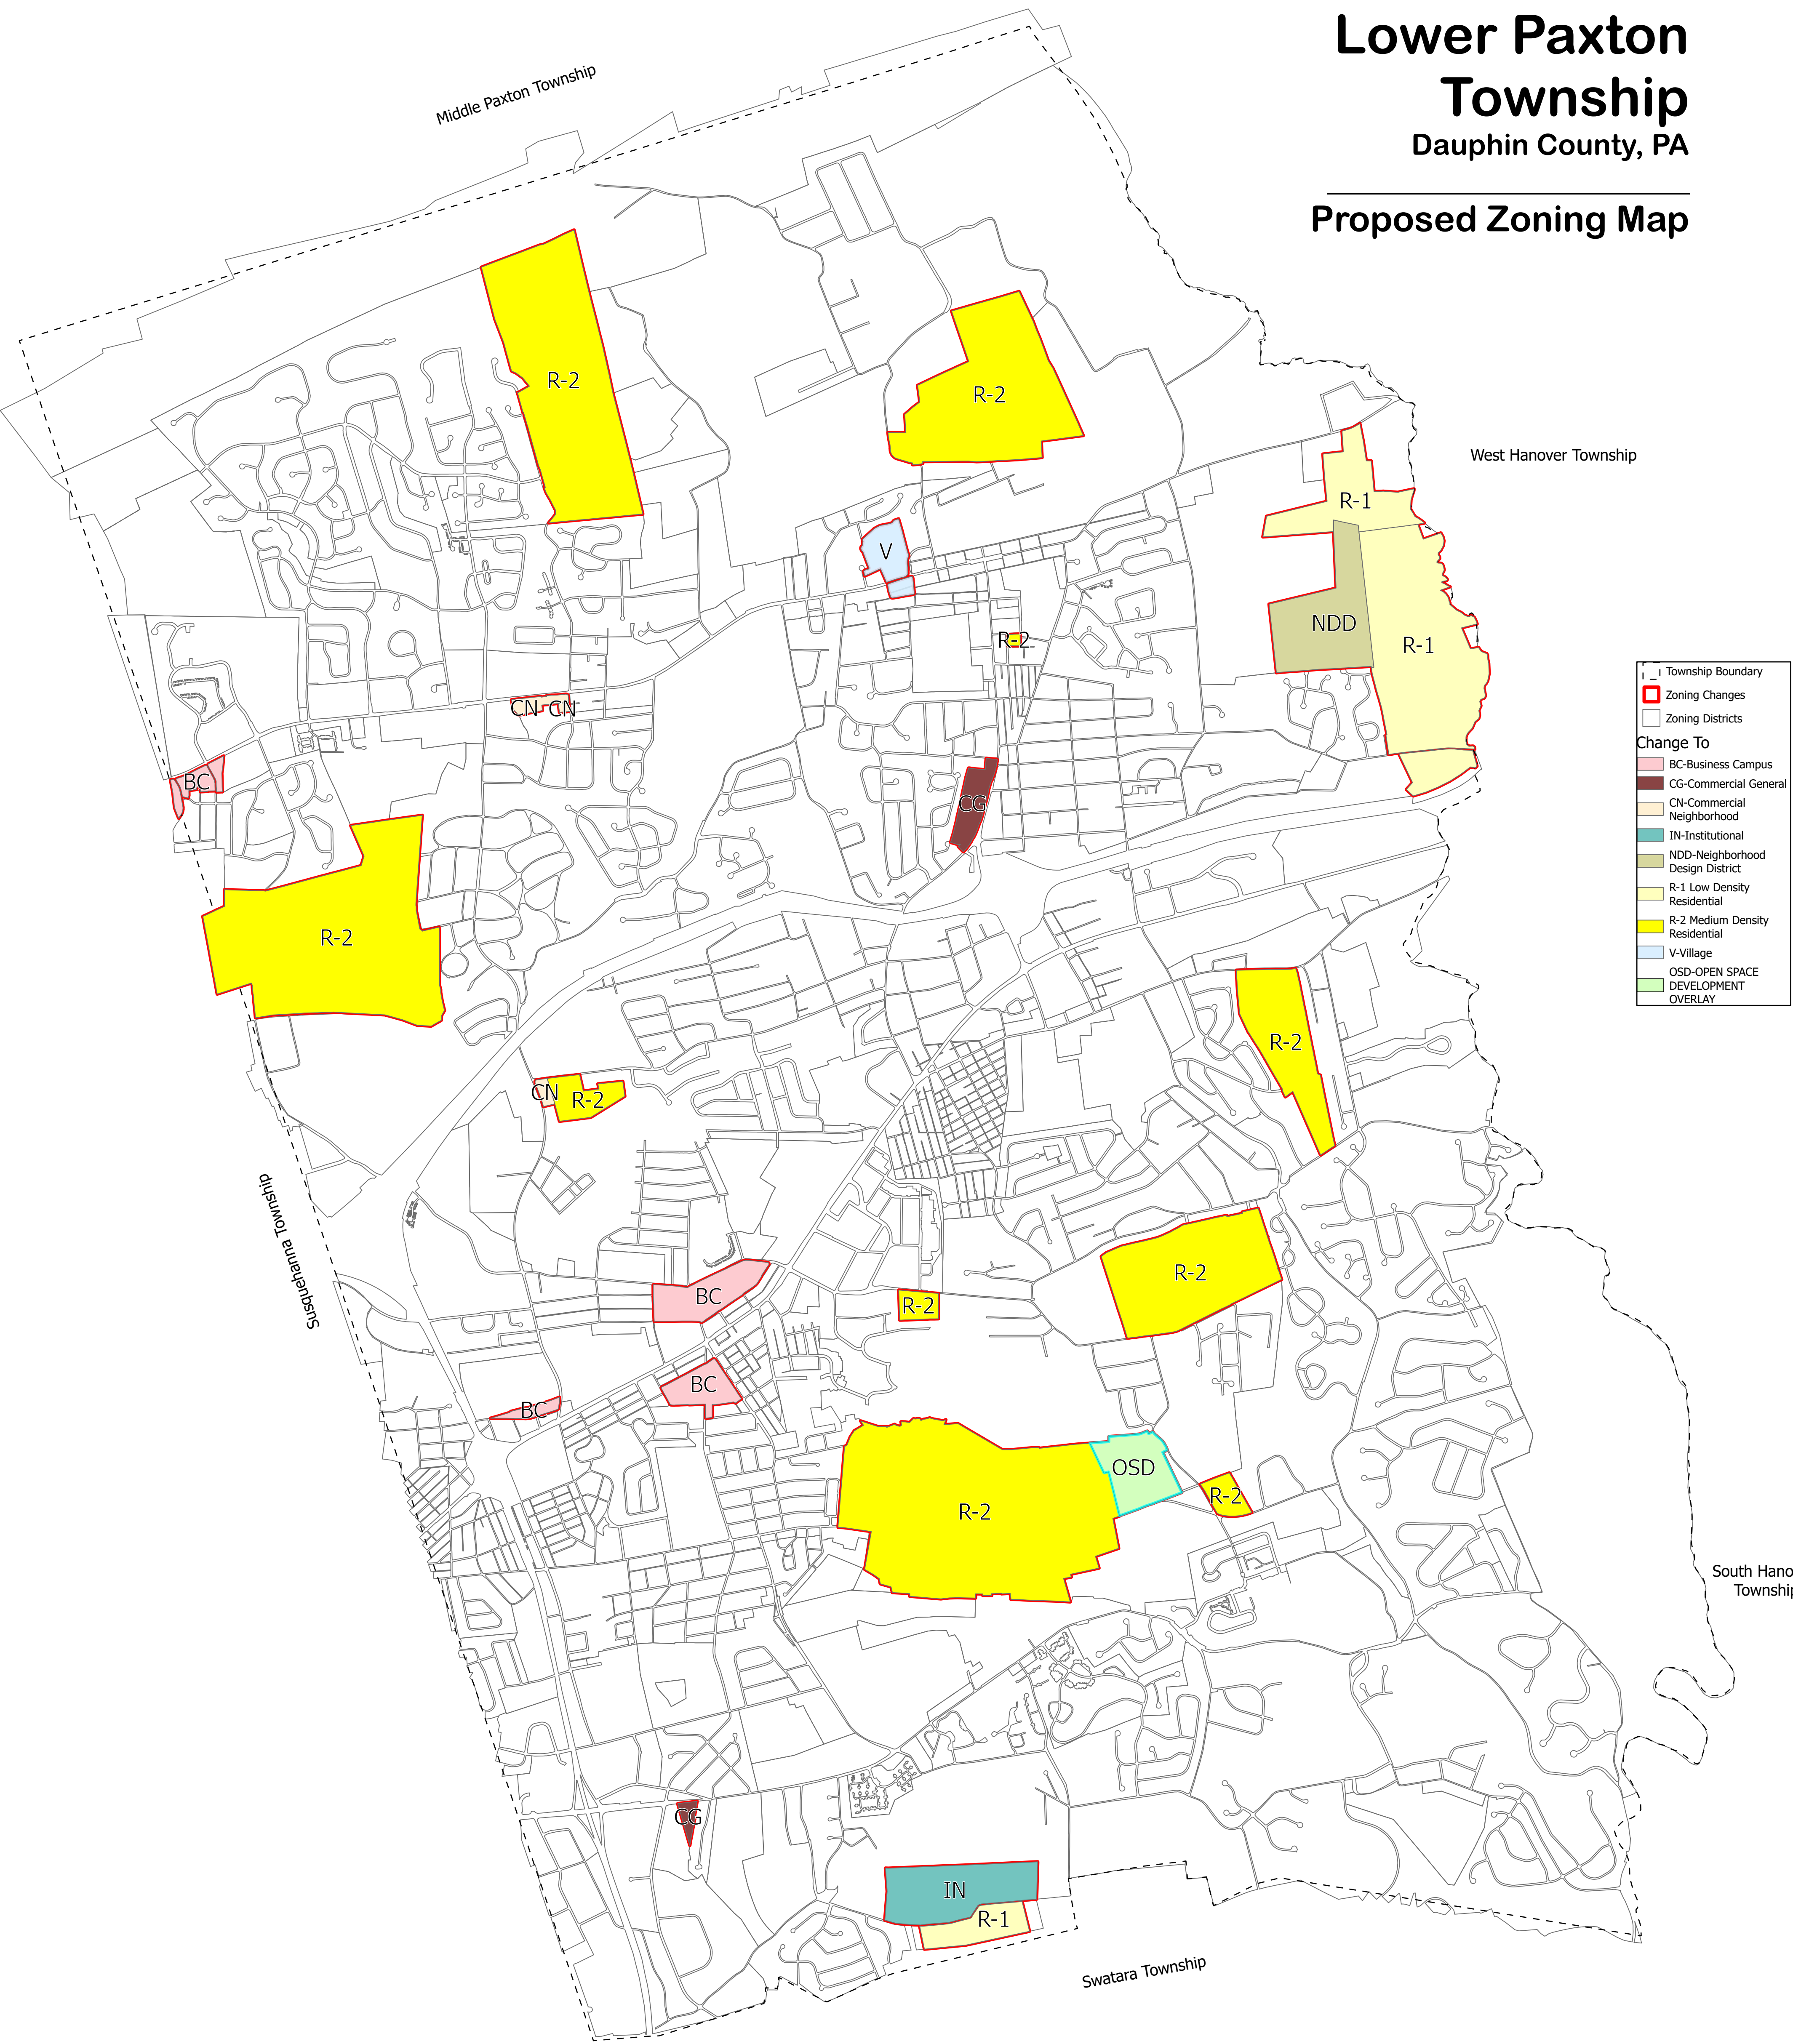 Lower Paxton
Township
Dauphin County, PA
Proposed Zoning Map
Middle Paxton Township
R-2
R-2
West Hanover Township
R-1
V
NDD
R-2
R-1
CN CN
BC
CG
Township Boundary
Zoning Changes
Zoning Districts
Change To
BC-Business Campus
CG-Commercial General
CN-Commercial
Neighborhood
IN-Institutional
NDD-Neighborhood
Design District
R-1 Low Density
Residential
R-2 Medium Density
Residential
V-Village
OSD-OPEN SPACE
DEVELOPMENT
OVERLAY
R-2
R-2
CN
R-2
Susquehanna Township
R-2
BC
R-2
BC
BC
OSD
R-2
R-2
South Hano
Township
CG
IN
R-1
Swatara Township